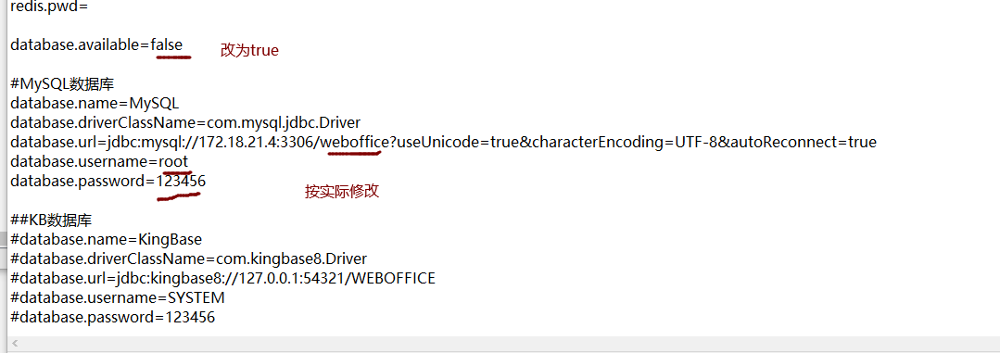 redis.pwd=
database.available=false
改为true
#MySQL数据库
database.name=MySQL
database.driverClassName=com.mysql.jdbc.Driver
database.url=jdbc:mysql://172.18.21.4:3306/weboffice?useUnicode=true&characterEncoding=UTF-8&autoReconnect=true
database.username=root
database.password=123456
按实际修改
##KB数据库
#database.name=KingBase
#database.driverClassName=com.kingbase8.Driver
#database.url=jdbc:kingbase8://127.0.0.1:54321/WEBOFFICE
#database.username=SYSTEM
#database.password=123456